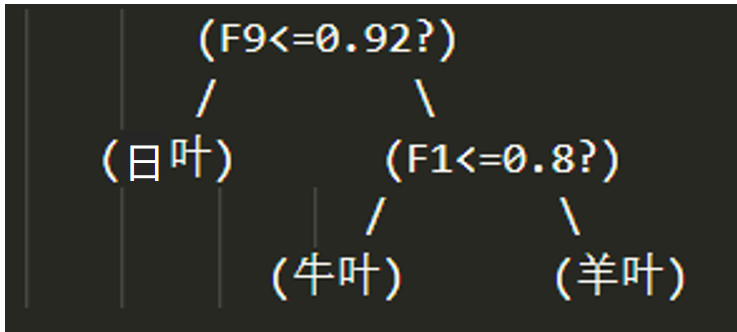 (F9<=0.92?)
/ \
(日叶) (F1<=0.8?)
/ \
(牛叶) (羊叶)